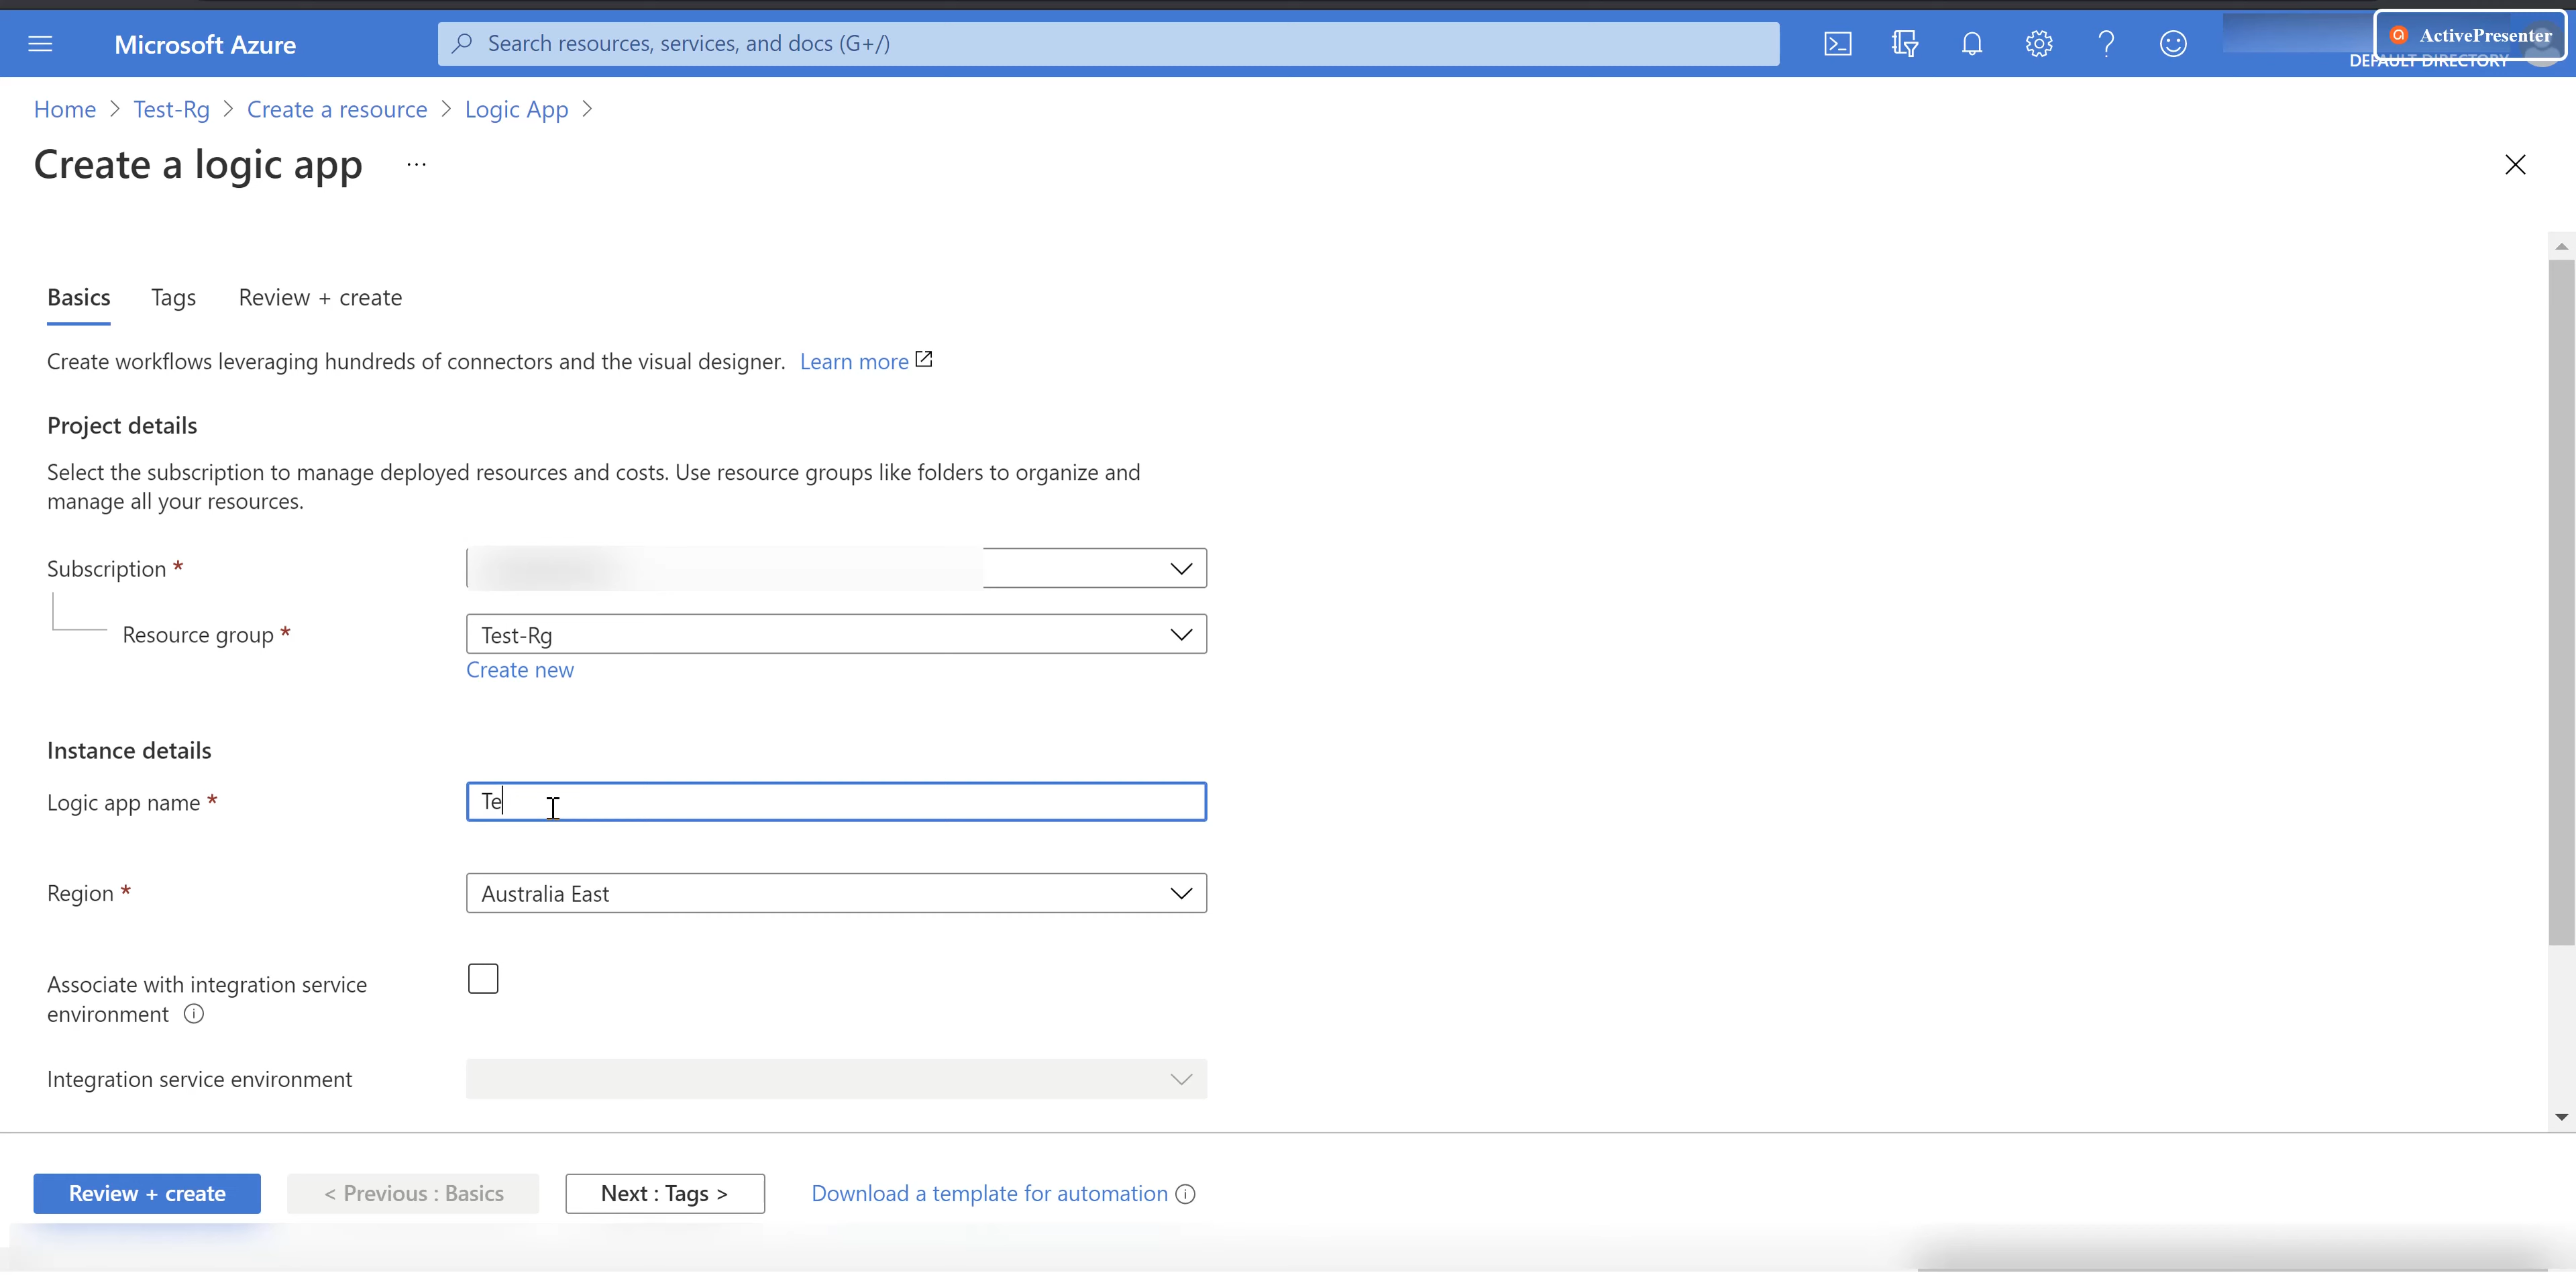 Microsoft Azure
Search resources, services, and docs (G+/)
ActivePresenter
DEFAULT DIRECTORY
Home > Test-Rg > Create a resource > Logic App >
Create a logic app ...
Basics Tags Review + create
Create workflows leveraging hundreds of connectors and the visual designer. Learn more
Project details
Select the subscription to manage deployed resources and costs. Use resource groups like folders to organize and
manage all your resources.
Subscription *
Resource group * Test-Rg
Create new
Instance details
Logic app name * Te
Region * Australia East
Associate with integration service
environment
Integration service environment
Review + create < Previous : Basics Next : Tags > Download a template for automation